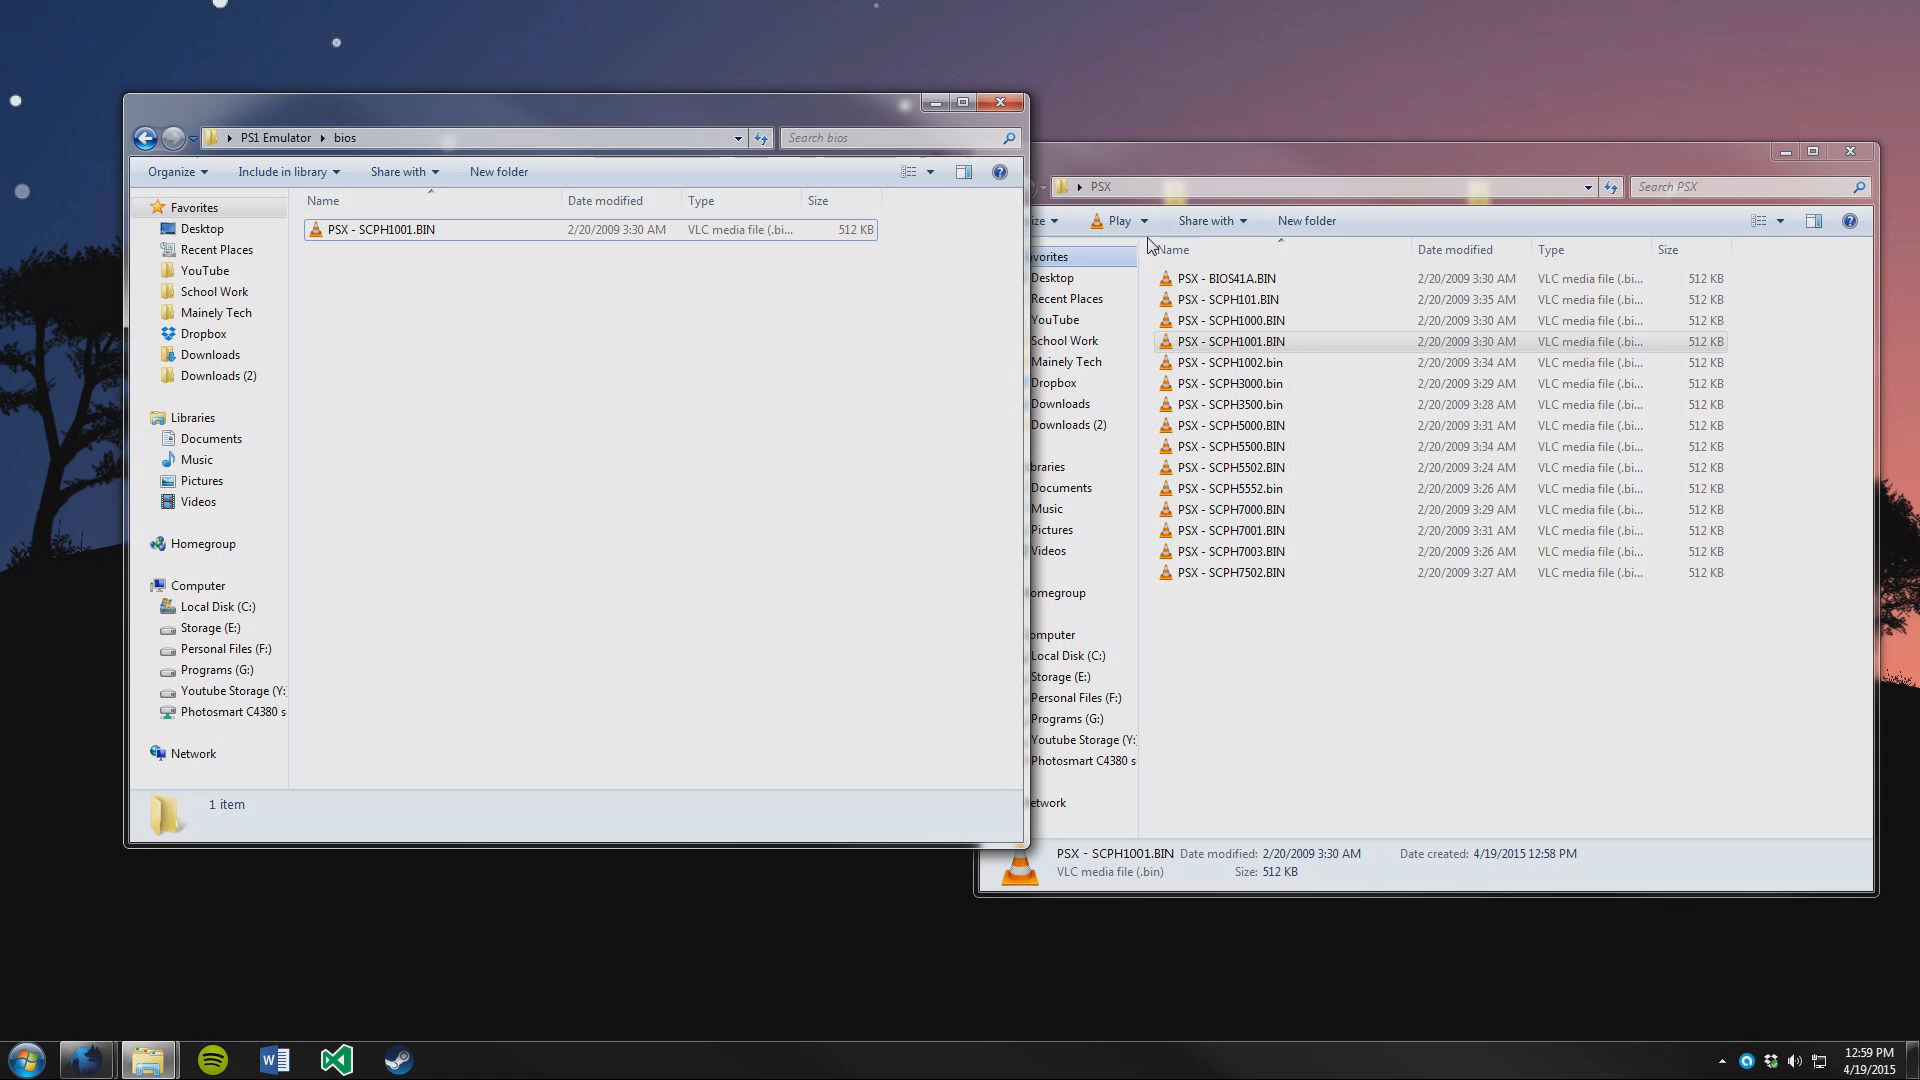 PS1 Emulator bios
Search bios
Organize Include in library Share with New folder
Name Date modified Type Size
PSX - SCPH1001.BIN 2/20/2009 3:30 AM VLC media file (.bi... 512 KB
Favorites
Desktop
Recent Places
YouTube
School Work
Mainely Tech
Dropbox
Downloads
Downloads (2)
Libraries
Documents
Music
Pictures
Videos
Homegroup
Computer
Local Disk (C:)
Storage (E:)
Personal Files (F:)
Programs (G:)
Youtube Storage (Y:
Photosmart C4380 s
Network
1 item
PSX
Search PSX
ize Play Share with New folder
Name Date modified Type Size
PSX - BIOS41A.BIN 2/20/2009 3:30 AM VLC media file (.bi... 512 KB
PSX - SCPH101.BIN 2/20/2009 3:35 AM VLC media file (.bi... 512 KB
PSX - SCPH1000.BIN 2/20/2009 3:30 AM VLC media file (.bi... 512 KB
PSX - SCPH1001.BIN 2/20/2009 3:30 AM VLC media file (.bi... 512 KB
PSX - SCPH1002.bin 2/20/2009 3:34 AM VLC media file (.bi... 512 KB
PSX - SCPH3000.bin 2/20/2009 3:29 AM VLC media file (.bi... 512 KB
PSX - SCPH3500.bin 2/20/2009 3:28 AM VLC media file (.bi... 512 KB
PSX - SCPH5000.BIN 2/20/2009 3:31 AM VLC media file (.bi... 512 KB
PSX - SCPH5500.BIN 2/20/2009 3:34 AM VLC media file (.bi... 512 KB
PSX - SCPH5502.BIN 2/20/2009 3:24 AM VLC media file (.bi... 512 KB
PSX - SCPH5552.bin 2/20/2009 3:26 AM VLC media file (.bi... 512 KB
PSX - SCPH7000.BIN 2/20/2009 3:29 AM VLC media file (.bi... 512 KB
PSX - SCPH7001.BIN 2/20/2009 3:31 AM VLC media file (.bi... 512 KB
PSX - SCPH7003.BIN 2/20/2009 3:26 AM VLC media file (.bi... 512 KB
PSX - SCPH7502.BIN 2/20/2009 3:27 AM VLC media file (.bi... 512 KB
vorites
Desktop
Recent Places
YouTube
School Work
Mainely Tech
Dropbox
Downloads
Downloads (2)
braries
Documents
Music
Pictures
Videos
omegroup
omputer
Local Disk (C:)
Storage (E:)
Personal Files (F:)
Programs (G:)
Youtube Storage (Y:
Photosmart C4380 s
etwork
PSX - SCPH1001.BIN Date modified: 2/20/2009 3:30 AM Date created: 4/19/2015 12:58 PM
VLC media file (.bin) Size: 512 KB
12:59 PM
4/19/2015